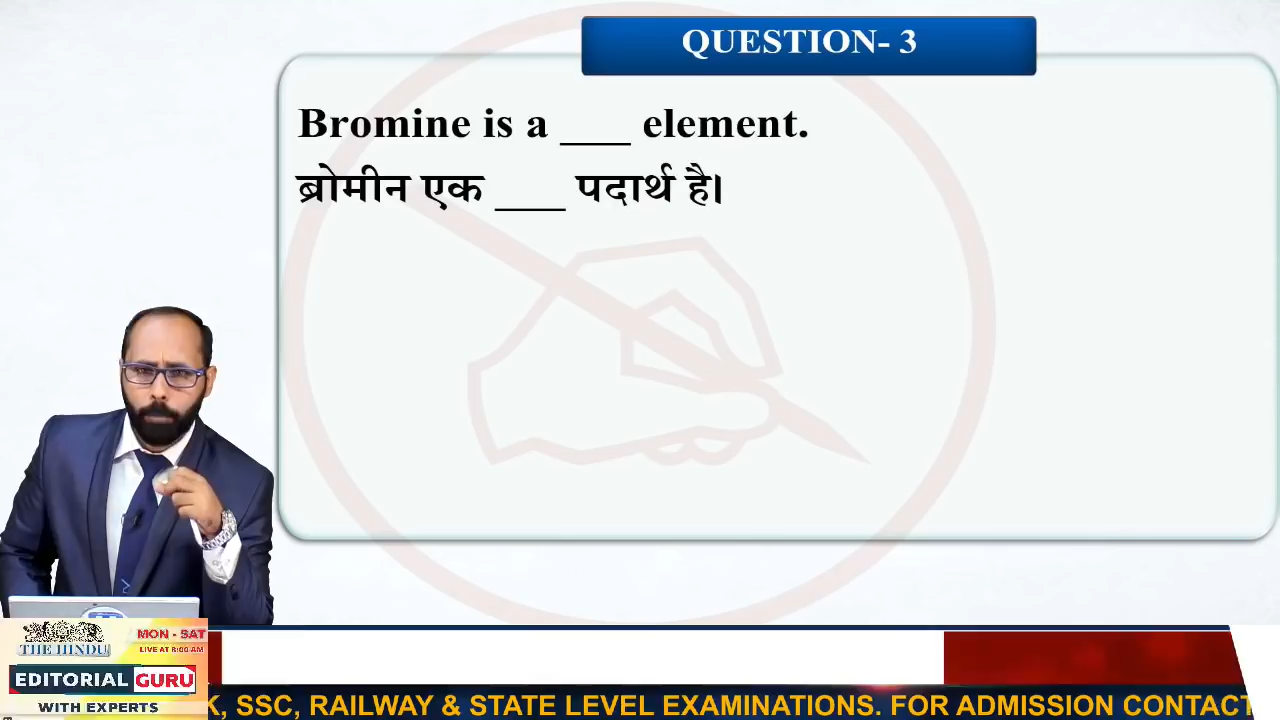 QUESTION- 3
Bromine is a ___ element.
ब्रोमीन एक ___ पदार्थ है।
THE HINDU
MON - SAT
LIVE AT 8:00 AM
EDITORIAL GURU
WITH EXPERTS
K, SSC, RAILWAY & STATE LEVEL EXAMINATIONS. FOR ADMISSION CONTACT